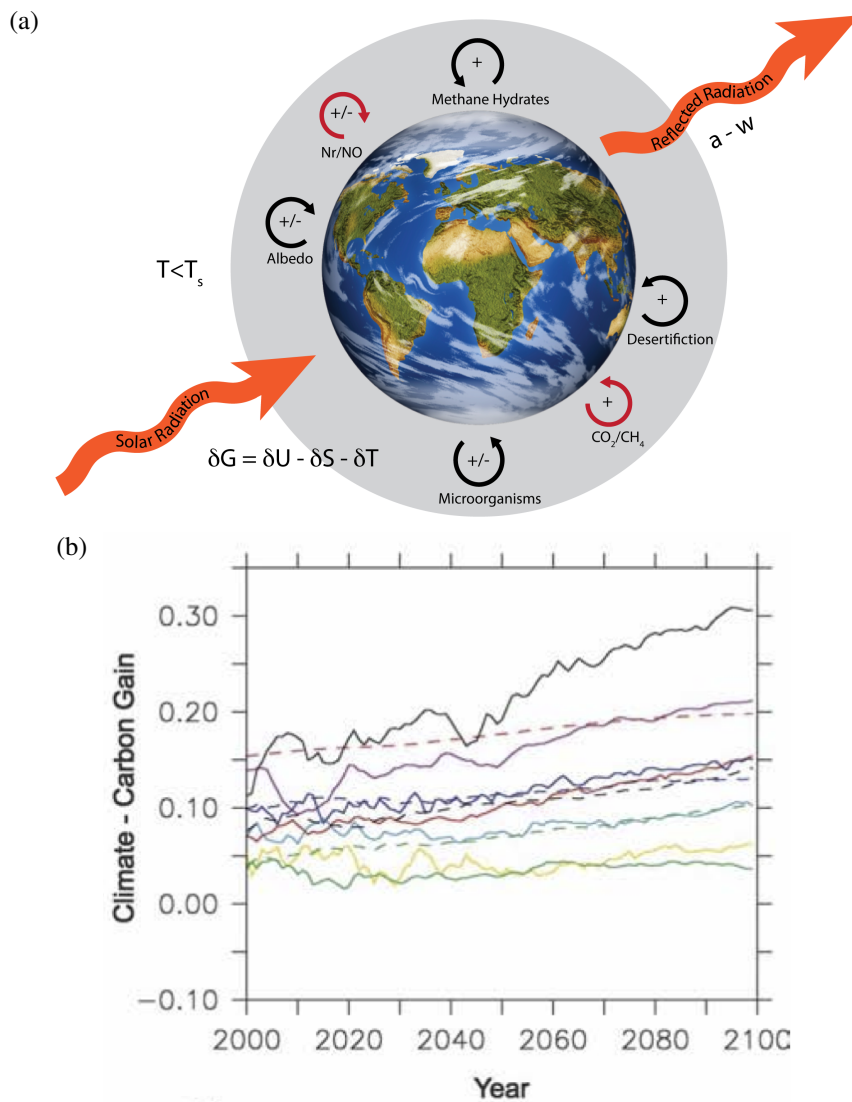 (a)
+
Methane Hydrates
Reflected Radiation
a - w
+/-
Nr/NO
+/-
Albedo
T<Tₛ
+
Desertifiction
+
CO₂/CH₄
Solar Radiation
δG = δU - δS - δT
+/-
Microorganisms
(b)
Climate - Carbon Gain
0.30
0.20
0.10
0.00
−0.10
2000 2020 2040 2060 2080 2100
Year